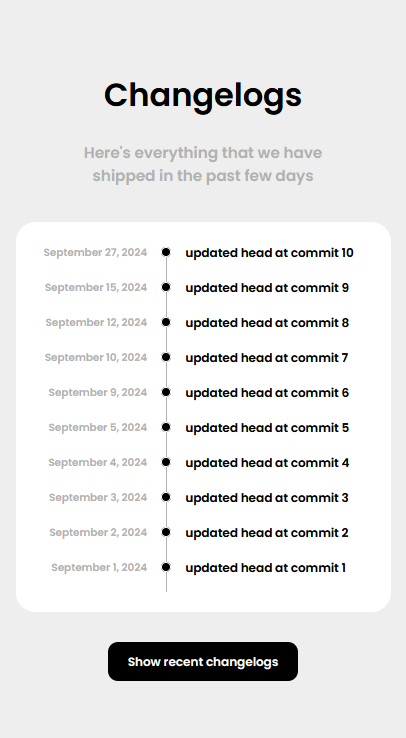 Changelogs
Here's everything that we have
shipped in the past few days
September 27, 2024 updated head at commit 10
September 15, 2024 updated head at commit 9
September 12, 2024 updated head at commit 8
September 10, 2024 updated head at commit 7
September 9, 2024 updated head at commit 6
September 5, 2024 updated head at commit 5
September 4, 2024 updated head at commit 4
September 3, 2024 updated head at commit 3
September 2, 2024 updated head at commit 2
September 1, 2024 updated head at commit 1
Show recent changelogs